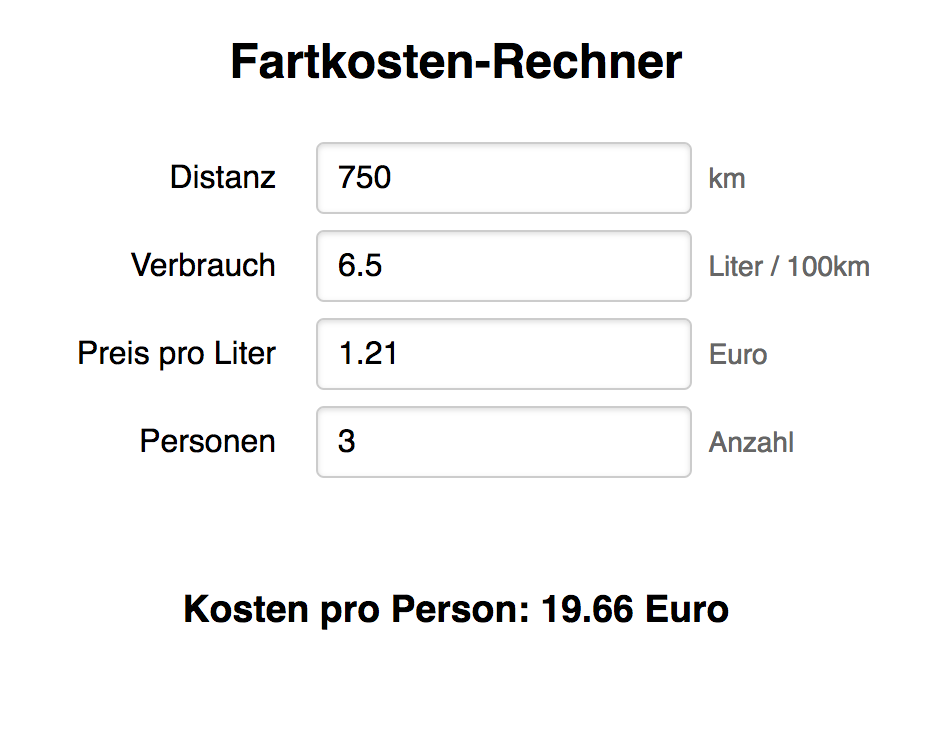 Fartkosten-Rechner
Distanz 750 km
Verbrauch 6.5 Liter / 100km
Preis pro Liter 1.21 Euro
Personen 3 Anzahl
Kosten pro Person: 19.66 Euro